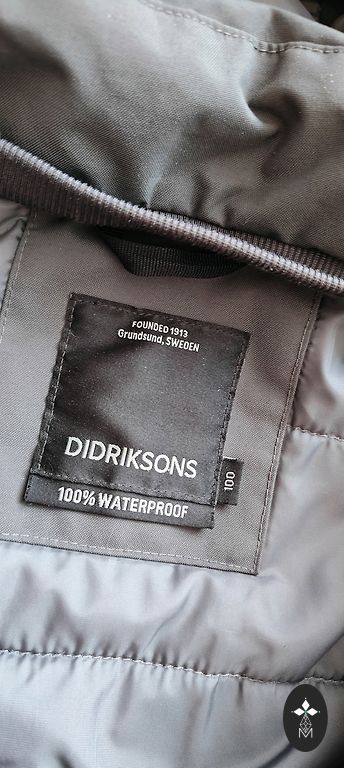 FOUNDED 1913
Grundsund, SWEDEN
DIDRIKSONS
100
100% WATERPROOF
M